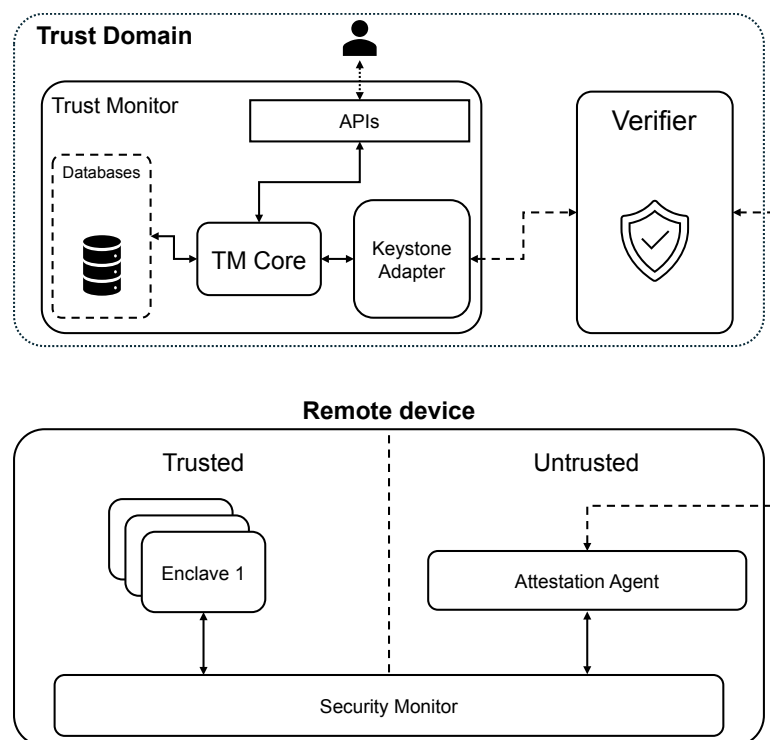 Trust Domain
Trust Monitor
APIs
Databases
TM Core
Keystone
Adapter
Verifier
Remote device
Trusted
Untrusted
Enclave 1
Attestation Agent
Security Monitor